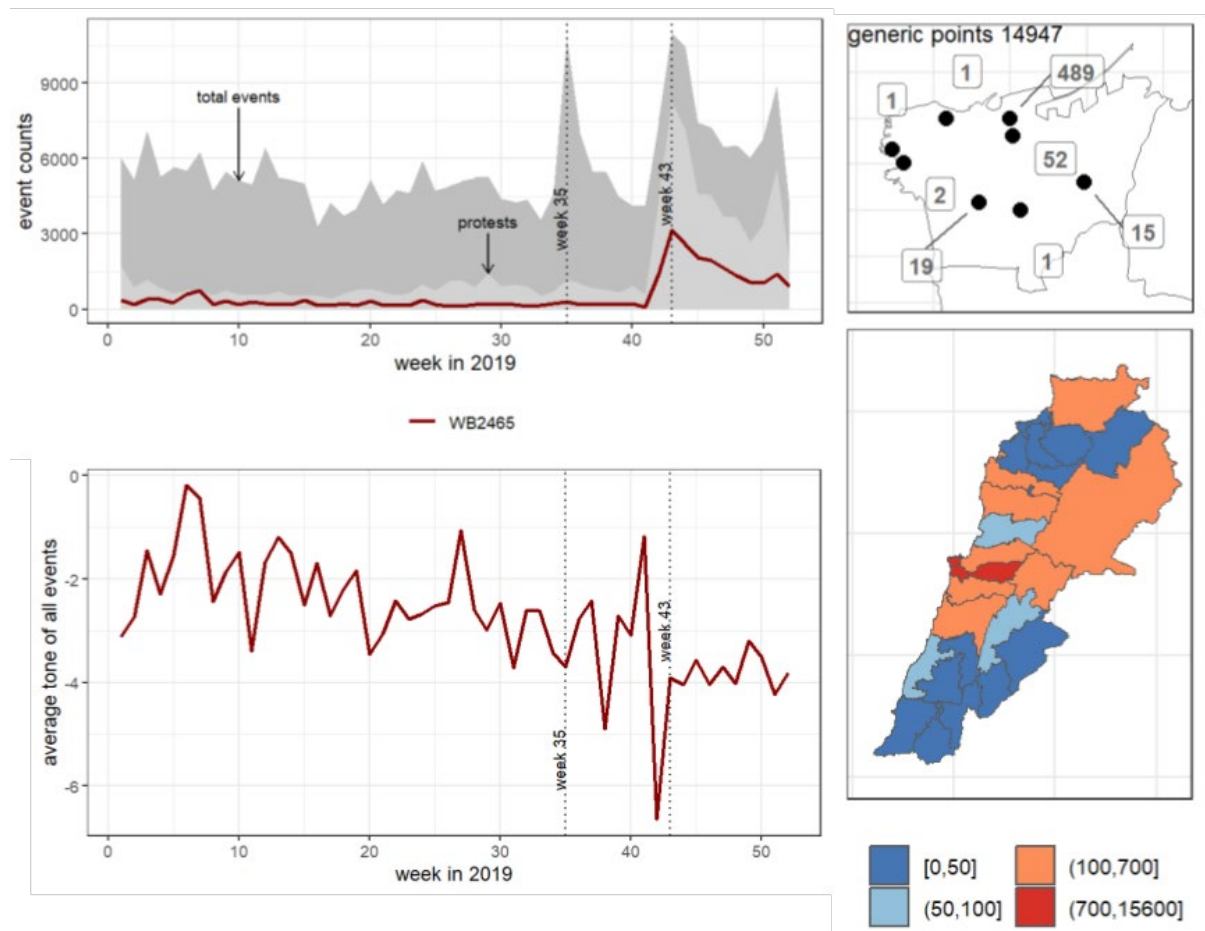 event counts
9000
6000
3000
0
total events
protests
week 35
week 43
0
10
20
30
40
50
week in 2019
WB2465
average tone of all events
0
-2
-4
-6
week 35
week 43
0
10
20
30
40
50
week in 2019
generic points 14947
1
489
1
52
2
15
19
1
[0,50]
(100,700]
(50,100]
(700,15600]